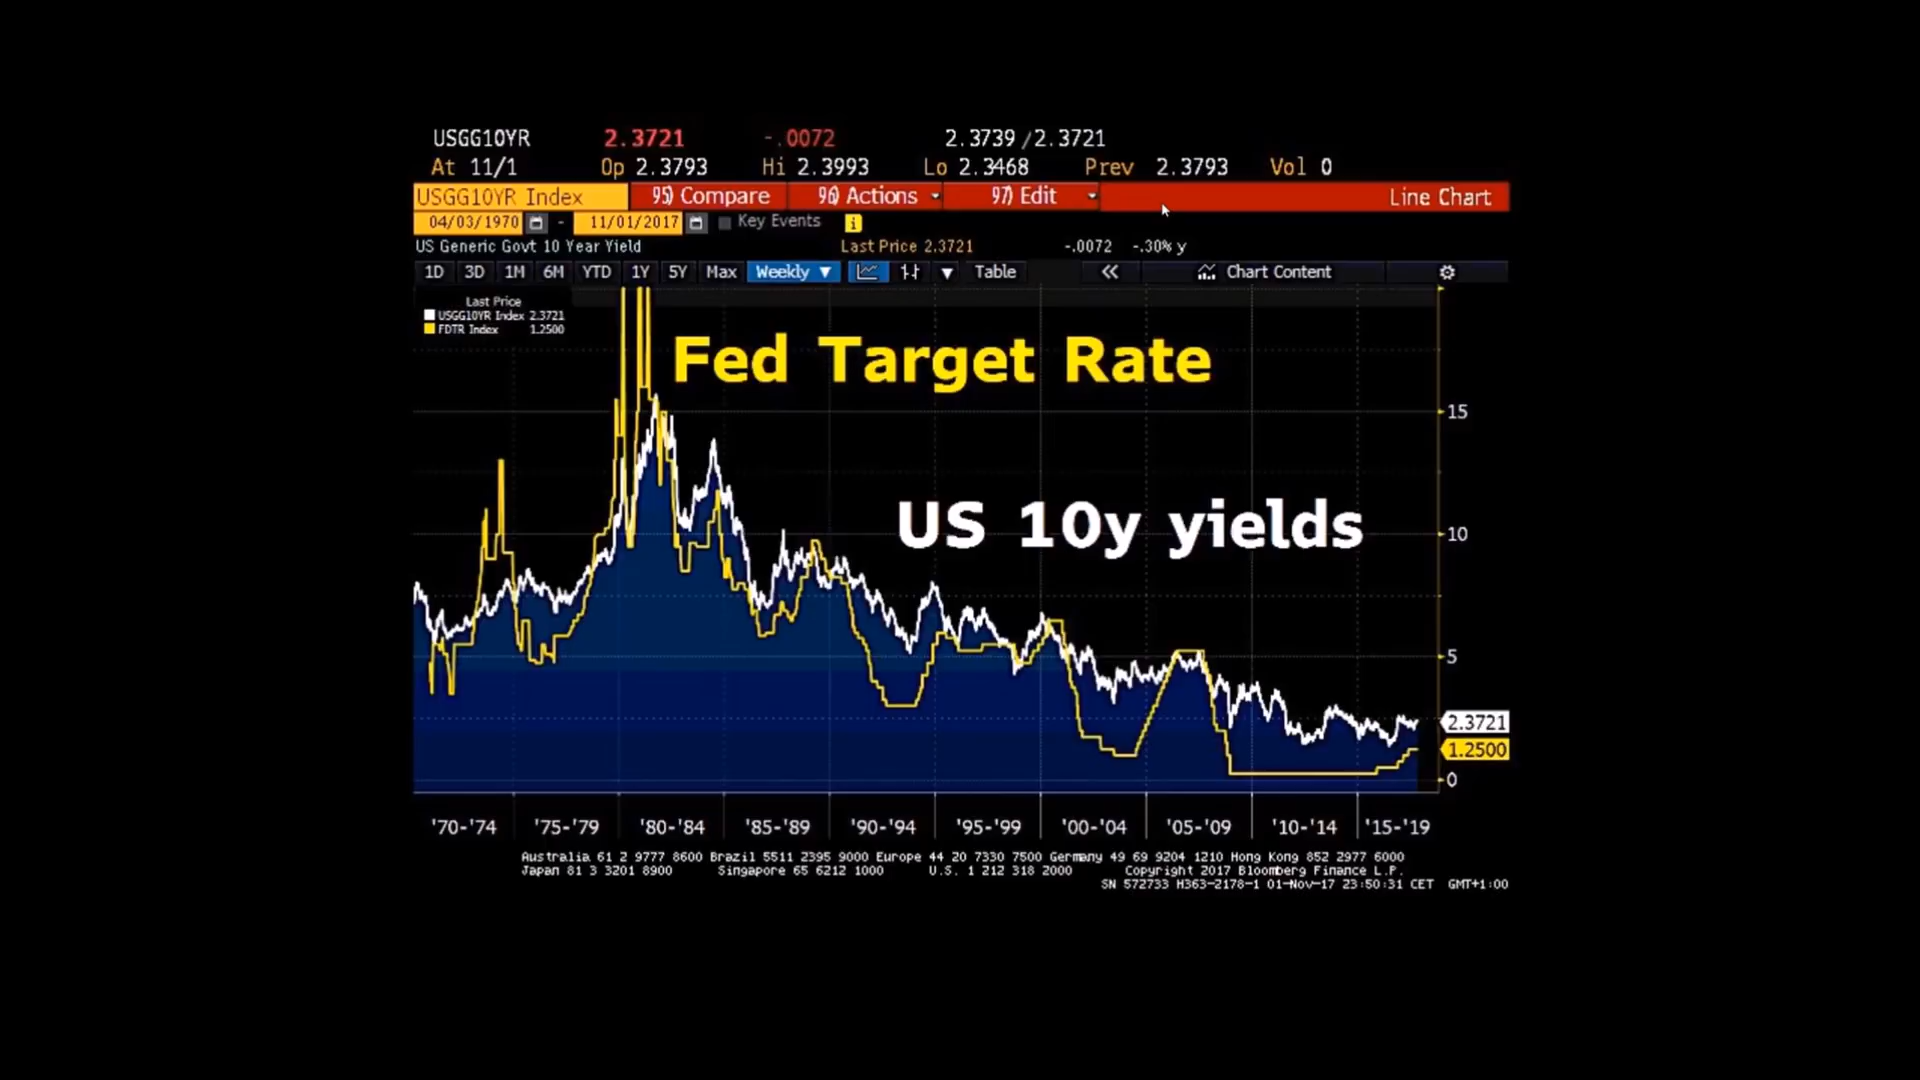 USGG10YR 2.3721 -.0072 2.3739 / 2.3721
At 11/1 Op 2.3793 Hi 2.3993 Lo 2.3468 Prev 2.3793 Vol 0
USGG10YR Index 95) Compare 96) Actions 97) Edit Line Chart
04/03/1970 - 11/01/2017 Key Events i
US Generic Govt 10 Year Yield Last Price 2.3721 -.0072 -.30% y
1D 3D 1M 6M YTD 1Y 5Y Max Weekly ▼ Table « Chart Content
Last Price
USGG10YR Index 2.3721
FDTR Index 1.2500
Fed Target Rate
15
US 10y yields
10
5
2.3721
1.2500
0
'70-'74 '75-'79 '80-'84 '85-'89 '90-'94 '95-'99 '00-'04 '05-'09 '10-'14 '15-'19
Australia 61 2 9777 8600 Brazil 5511 2395 9000 Europe 44 20 7330 7500 Germany 49 69 9204 1210 Hong Kong 852 2977 6000
Japan 81 3 3201 8900 Singapore 65 6212 1000 U.S. 1 212 318 2000 Copyright 2017 Bloomberg Finance L.P.
SN 572733 H363-2178-1 01-Nov-17 23:50:31 CET GMT+1:00